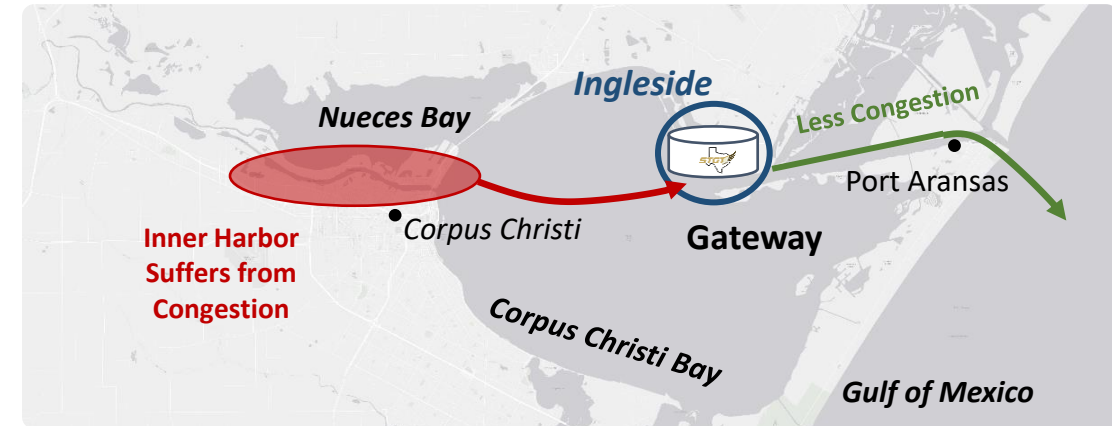 Ingleside
Nueces Bay
Less Congestion
STGT
Port Aransas
Corpus Christi
Gateway
Inner Harbor
Suffers from
Congestion
Corpus Christi Bay
Gulf of Mexico